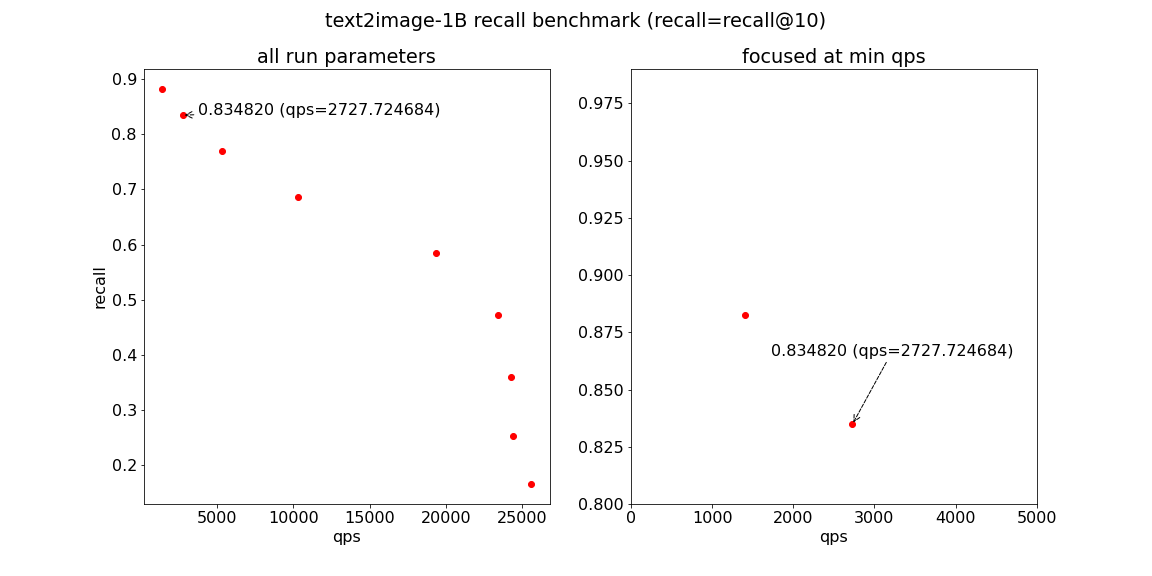 text2image-1B recall benchmark (recall=recall@10)
all run parameters
0.9
0.8
0.7
0.6
0.5
0.4
0.3
0.2
recall
0.834820 (qps=2727.724684)
5000 10000 15000 20000 25000
qps
focused at min qps
0.975
0.950
0.925
0.900
0.875
0.850
0.825
0.800
0.834820 (qps=2727.724684)
0 1000 2000 3000 4000 5000
qps